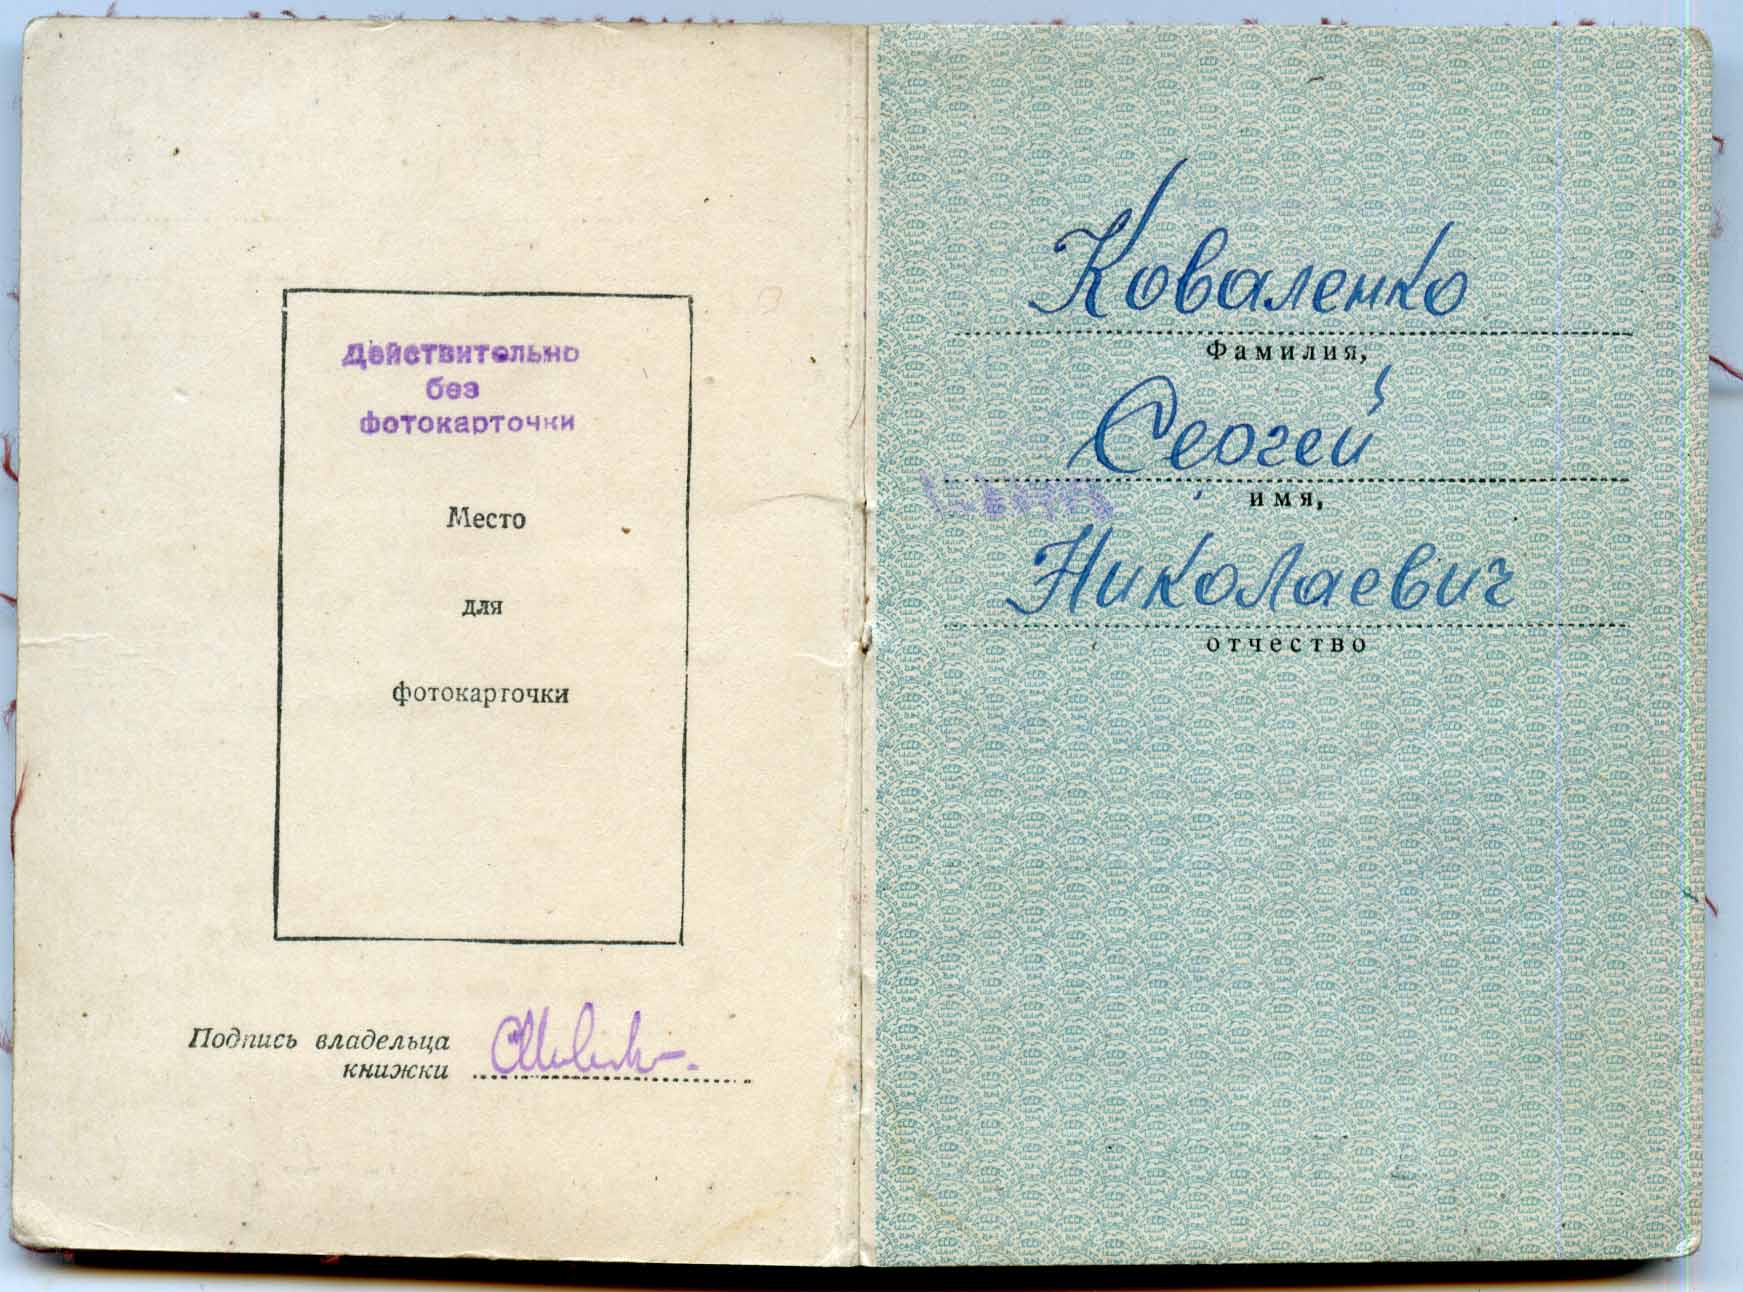 Действительно
без
фотокарточки
Место
для
фотокарточки
Подпись владельца
книжки
Коваленко
Фамилия,
Сергей
имя,
Николаевич
отчество